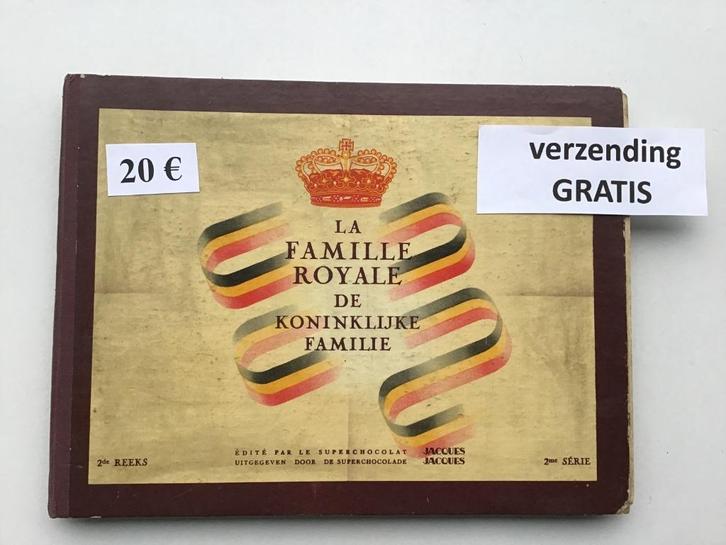 20 €
verzending
GRATIS
LA
FAMILLE
ROYALE
DE
KONINKLIJKE
FAMILIE
2de REEKS
ÉDITÉ PAR LE SUPERCHOCOLAT JACQUES
UITGEGEVEN DOOR DE SUPERCHOCOLADE JACQUES
2me SÉRIE